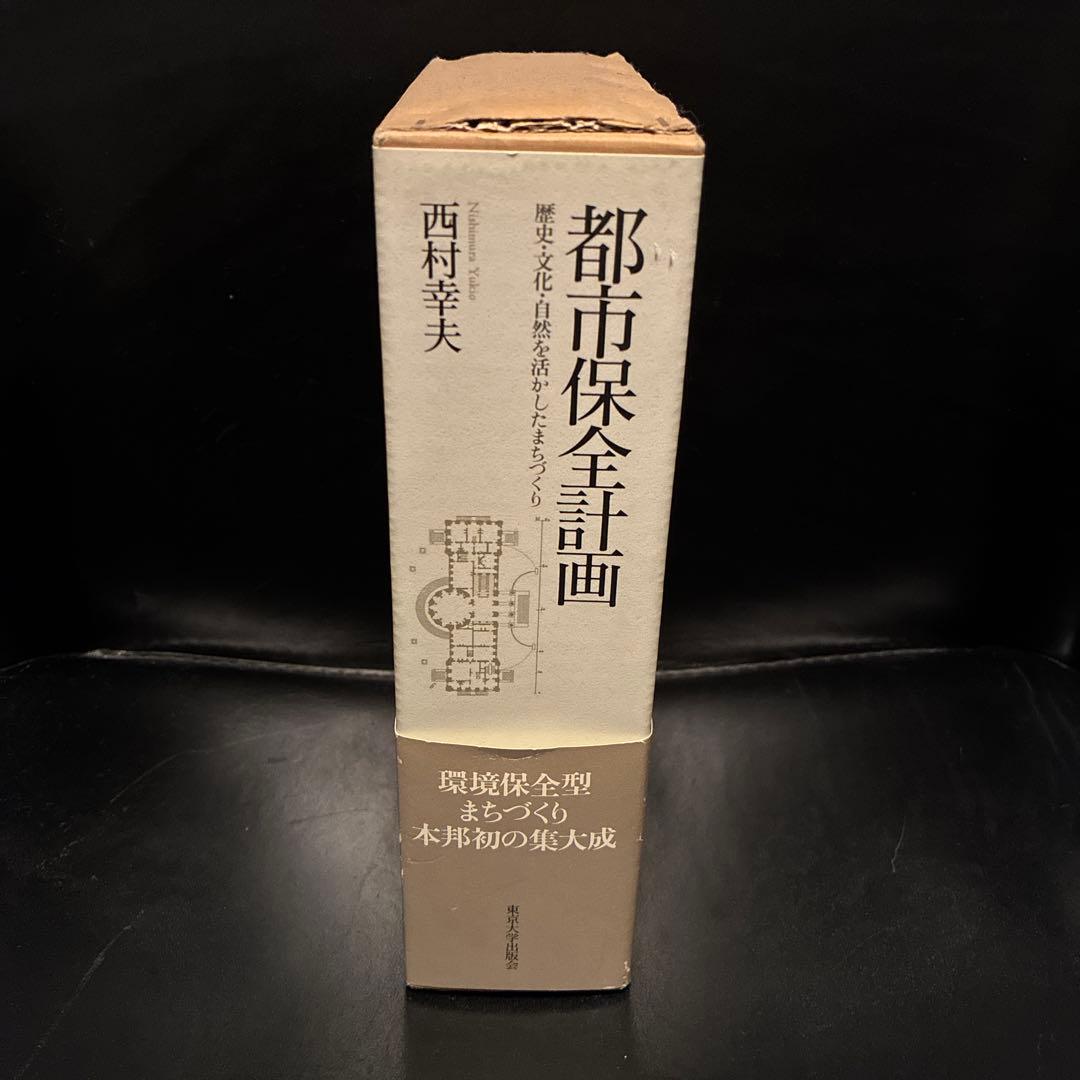 都市保全計画
歴史・文化・自然を活かしたまちづくり
西村幸夫
Nishimura Yukio
環境保全型
まちづくり
本邦初の集大成
東京大学出版会